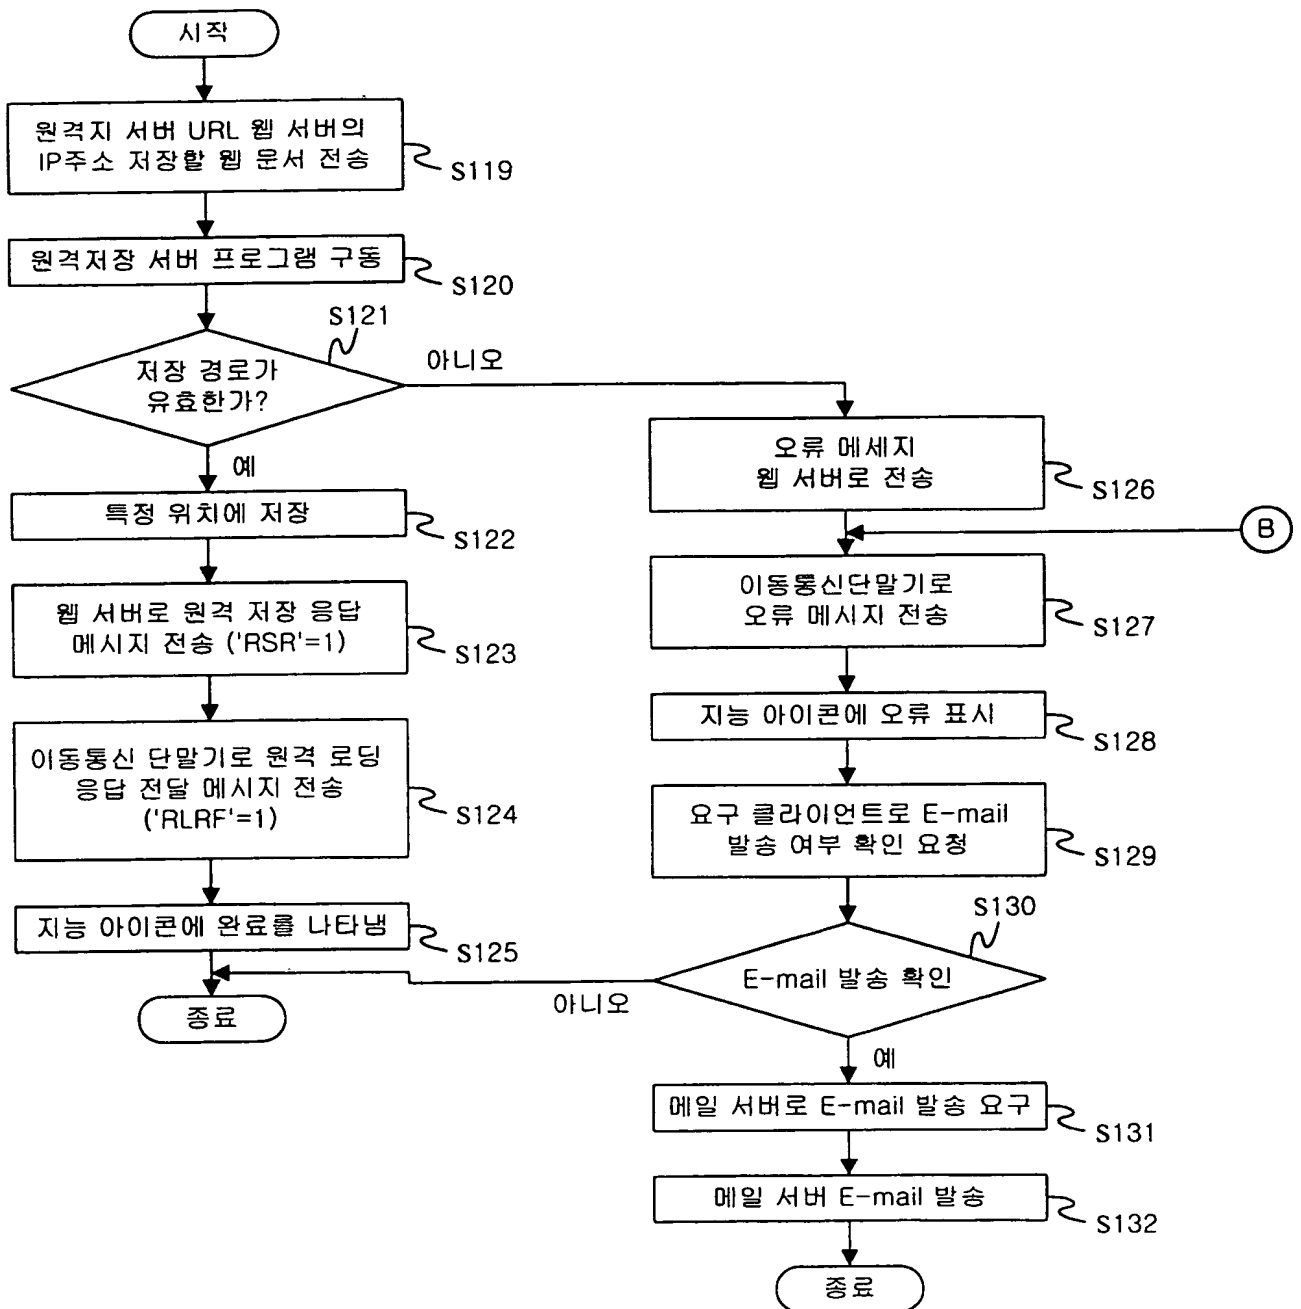 시작
원격지 서버 URL 웹 서버의
IP주소 저장할 웹 문서 전송
S119
원격저장 서버 프로그램 구동
S120
S121
저장 경로가
유효한가?
아니오
예
특정 위치에 저장
S122
웹 서버로 원격 저장 응답
메시지 전송 ('RSR'=1)
S123
이동통신 단말기로 원격 로딩
응답 전달 메시지 전송
('RLRF'=1)
S124
지능 아이콘에 완료를 나타냄
S125
종료
오류 메세지
웹 서버로 전송
S126
B
이동통신단말기로
오류 메시지 전송
S127
지능 아이콘에 오류 표시
S128
요구 클라이언트로 E-mail
발송 여부 확인 요청
S129
S130
E-mail 발송 확인
아니오
예
메일 서버로 E-mail 발송 요구
S131
메일 서버 E-mail 발송
S132
종료